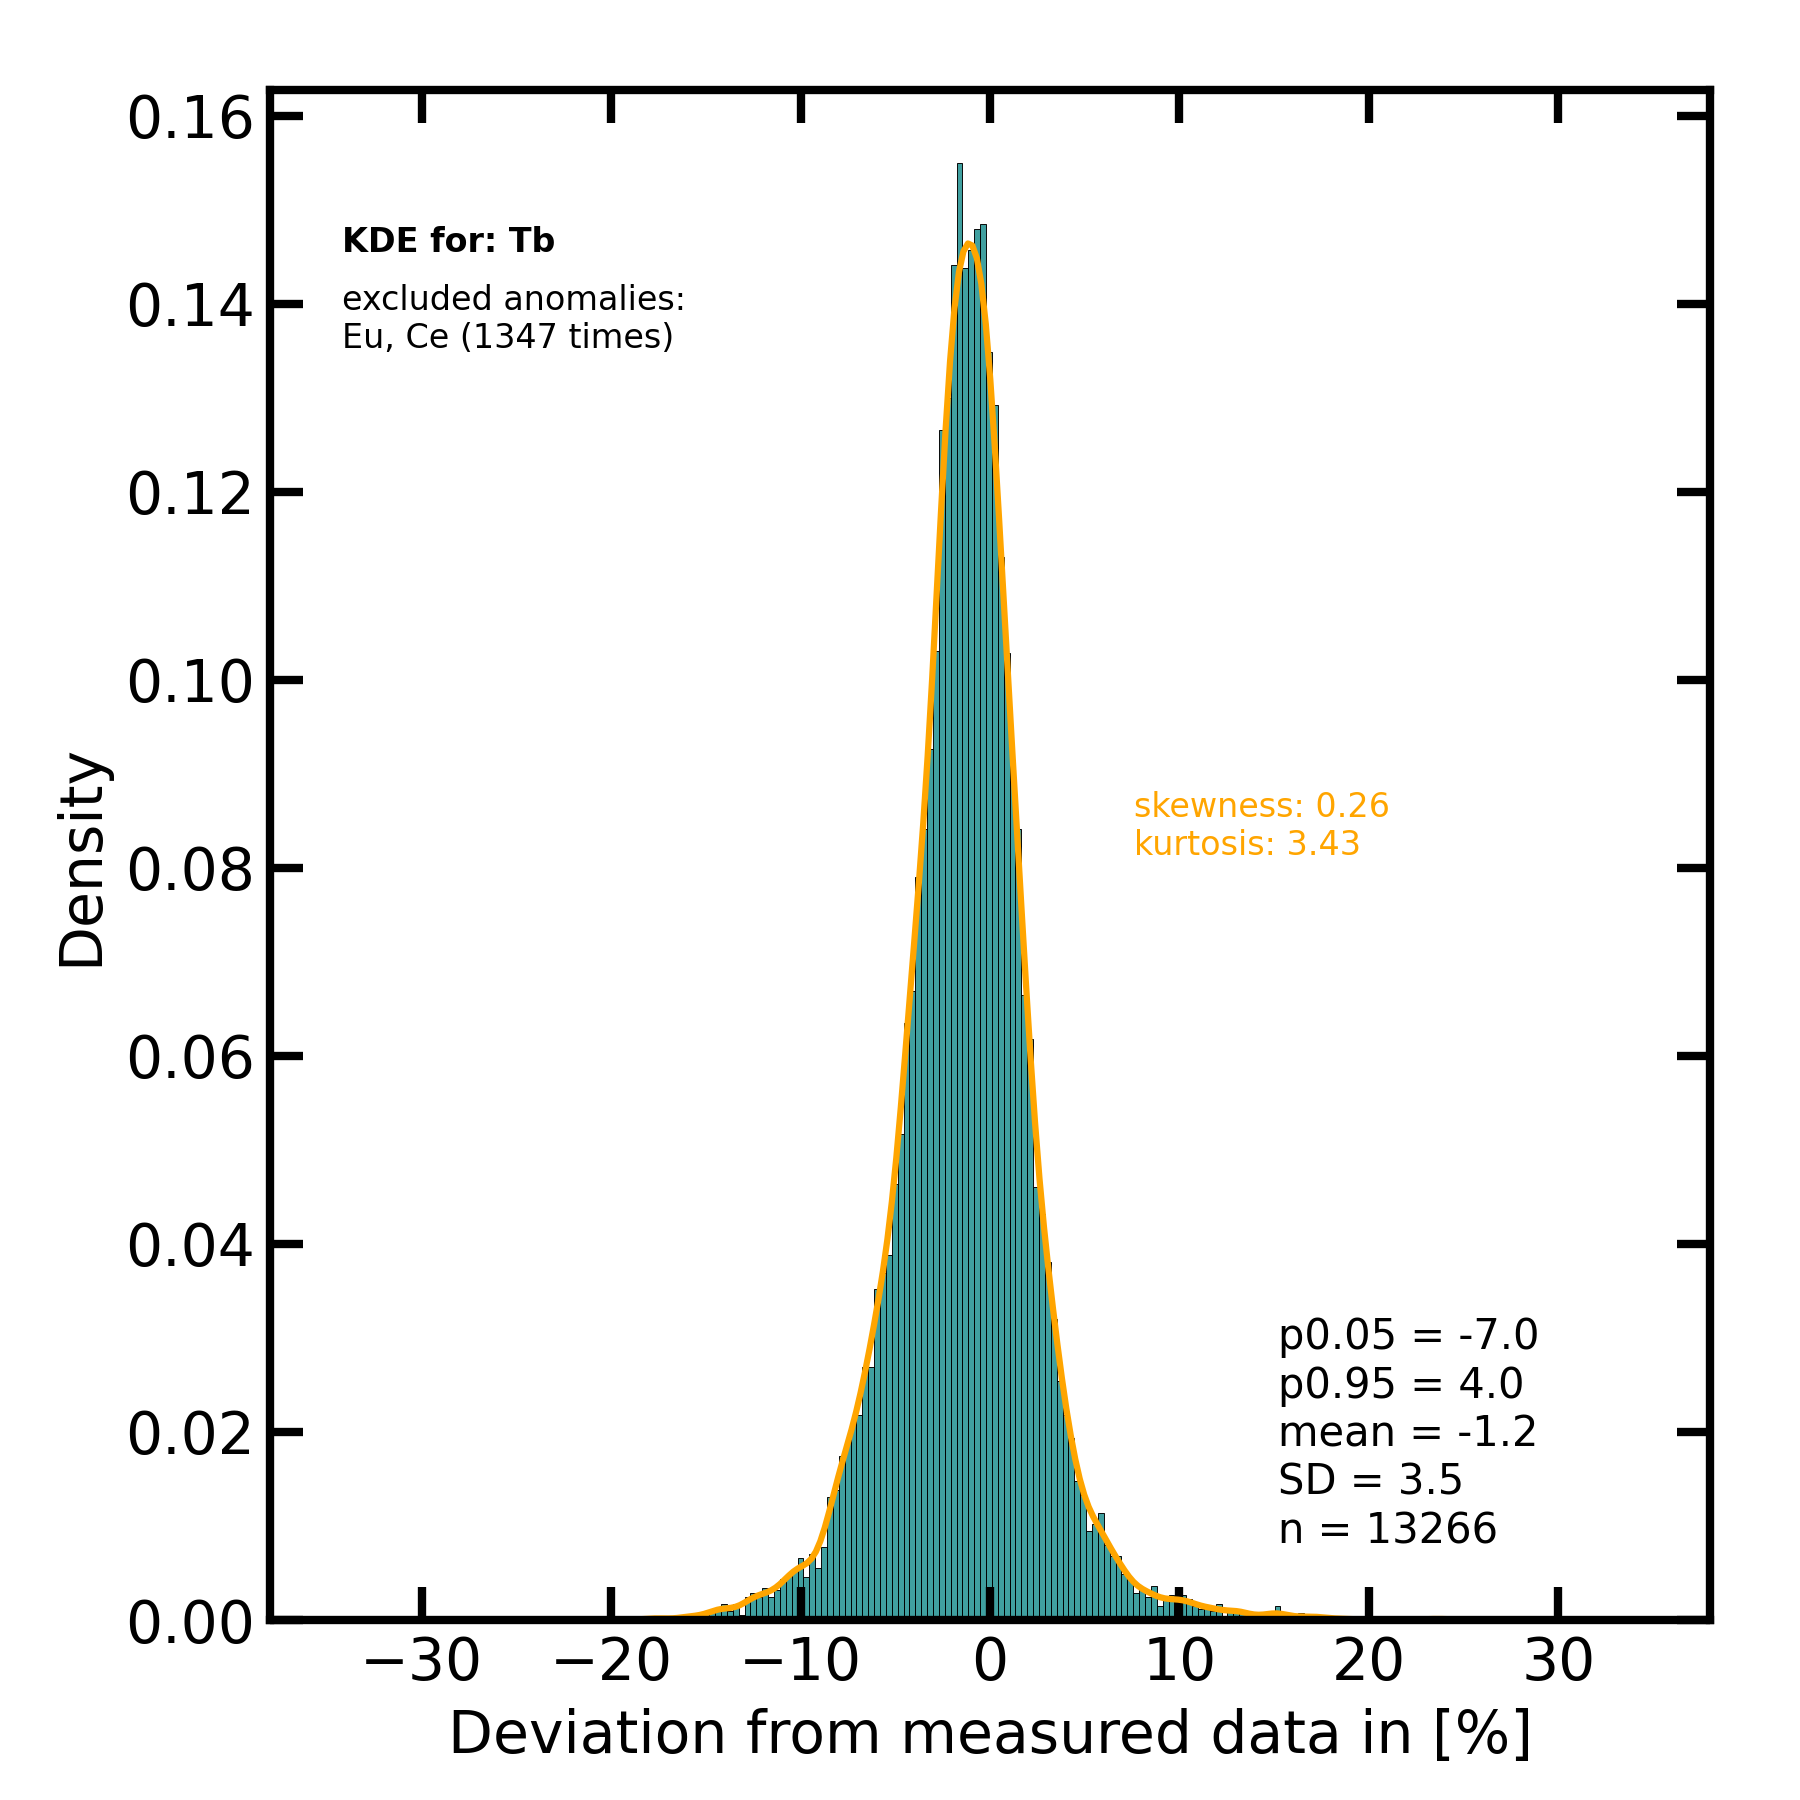 0.16
KDE for: Tb
excluded anomalies:
0.14
Eu, Ce (1347 times)
0.12
0.10
skewness: 0.26
kurtosis: 3.43
0.08
Density
0.06
0.04
p0.05 = -7.0
p0.95 = 4.0
mean = -1.2
0.02
SD = 3.5
n = 13266
0.00
−30 −20 −10 0 10 20 30
Deviation from measured data in [%]